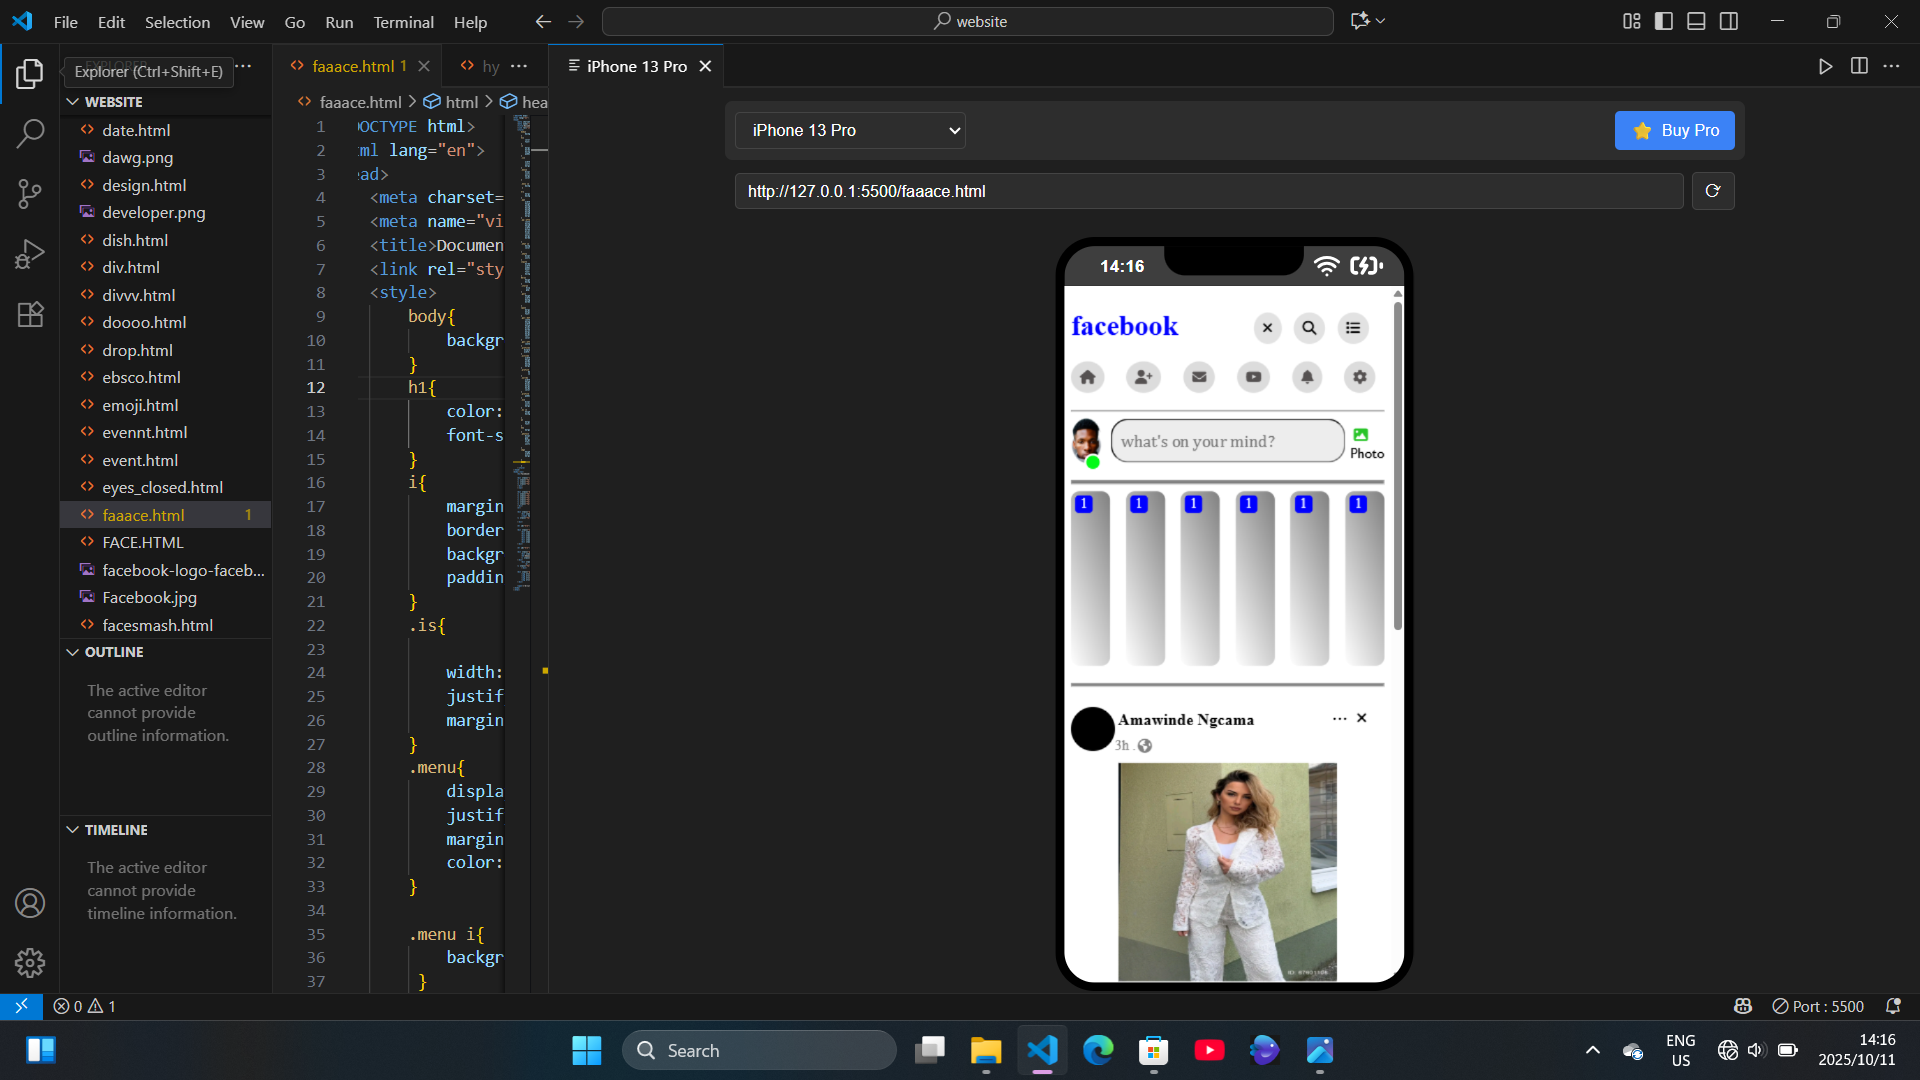 File Edit Selection View Go Run Terminal Help
website
EXPLORER
Explorer (Ctrl+Shift+E)
WEBSITE
date.html
dawg.png
design.html
developer.png
dish.html
div.html
divvv.html
doooo.html
drop.html
ebsco.html
emoji.html
evennt.html
event.html
eyes_closed.html
faaace.html 1
FACE.HTML
facebook-logo-faceb...
Facebook.jpg
facesmash.html
OUTLINE
The active editor
cannot provide
outline information.
TIMELINE
The active editor
cannot provide
timeline information.
faaace.html 1
hy
faaace.html > html > hea
1 OCTYPE html>
2 ml lang="en">
3 ead>
4 <meta charset=
5 <meta name="vi
6 <title>Documen
7 <link rel="sty
8 <style>
9 body{
10 backgr
11 }
12 h1{
13 color:
14 font-s
15 }
16 i{
17 margin
18 border
19 backgr
20 paddin
21 }
22 .is{
23
24 width:
25 justif
26 margin
27 }
28 .menu{
29 displa
30 justif
31 margin
32 color:
33 }
34
35 .menu i{
36 backgr
37 }
iPhone 13 Pro
iPhone 13 Pro
Buy Pro
http://127.0.0.1:5500/faaace.html
14:16
facebook
what's on your mind?
Photo
1 1 1 1 1 1
Amawinde Ngcama
3h .
0 1
Port : 5500
Search
ENG
US
14:16
2025/10/11